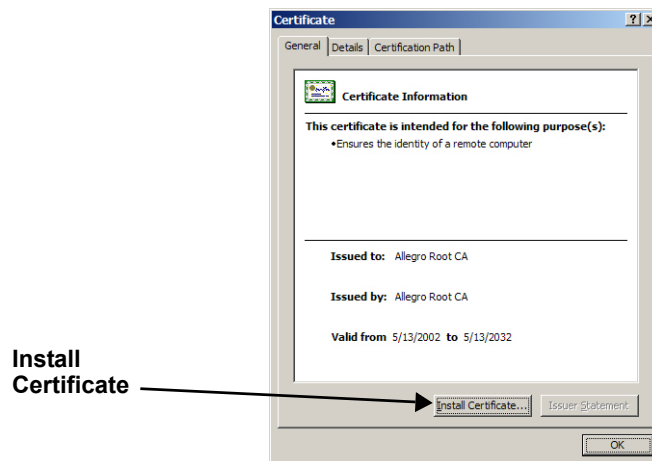 Certificate
General Details Certification Path
Certificate Information
This certificate is intended for the following purpose(s):
•Ensures the identity of a remote computer
Issued to: Allegro Root CA
Issued by: Allegro Root CA
Valid from 5/13/2002 to 5/13/2032
Install
Certificate
Install Certificate... Issuer Statement
OK